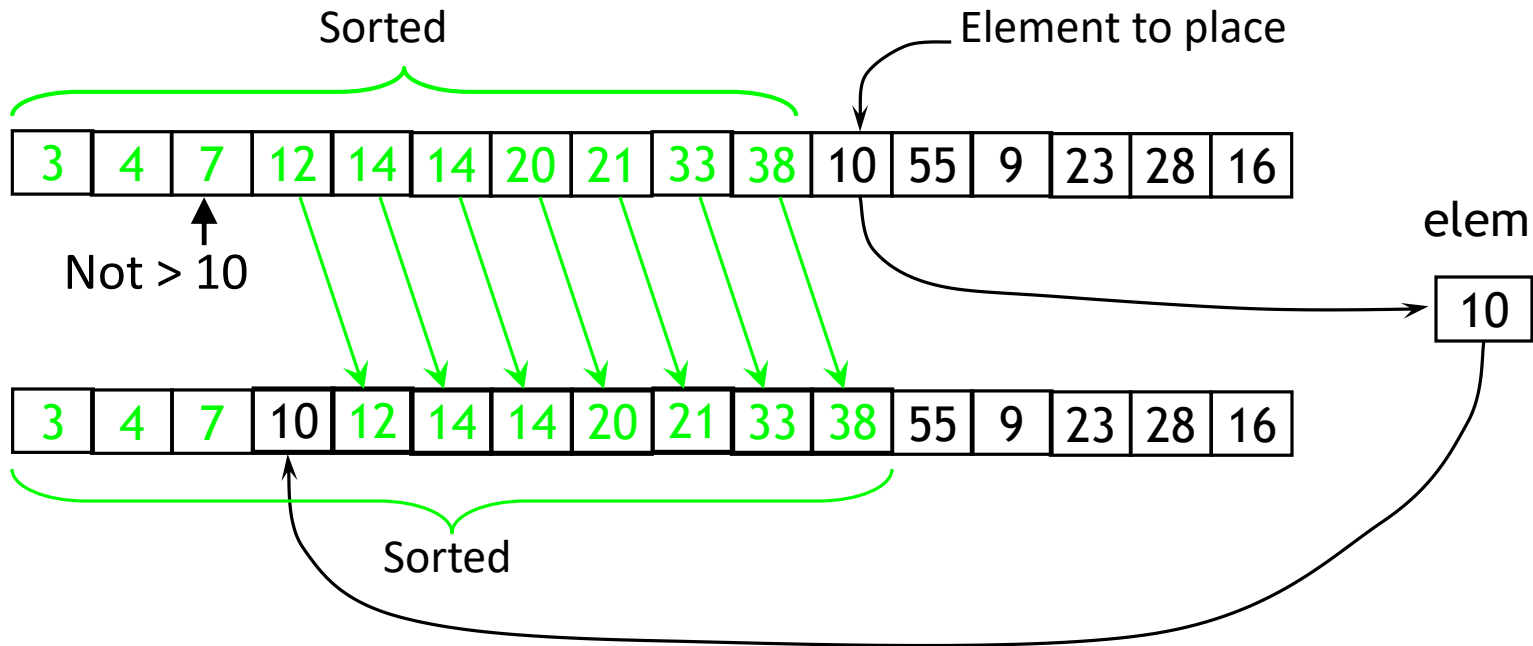 Sorted
Element to place
3 4 7 12 14 14 20 21 33 38 10 55 9 23 28 16
elem
Not > 10
10
3 4 7 10 12 14 14 20 21 33 38 55 9 23 28 16
Sorted